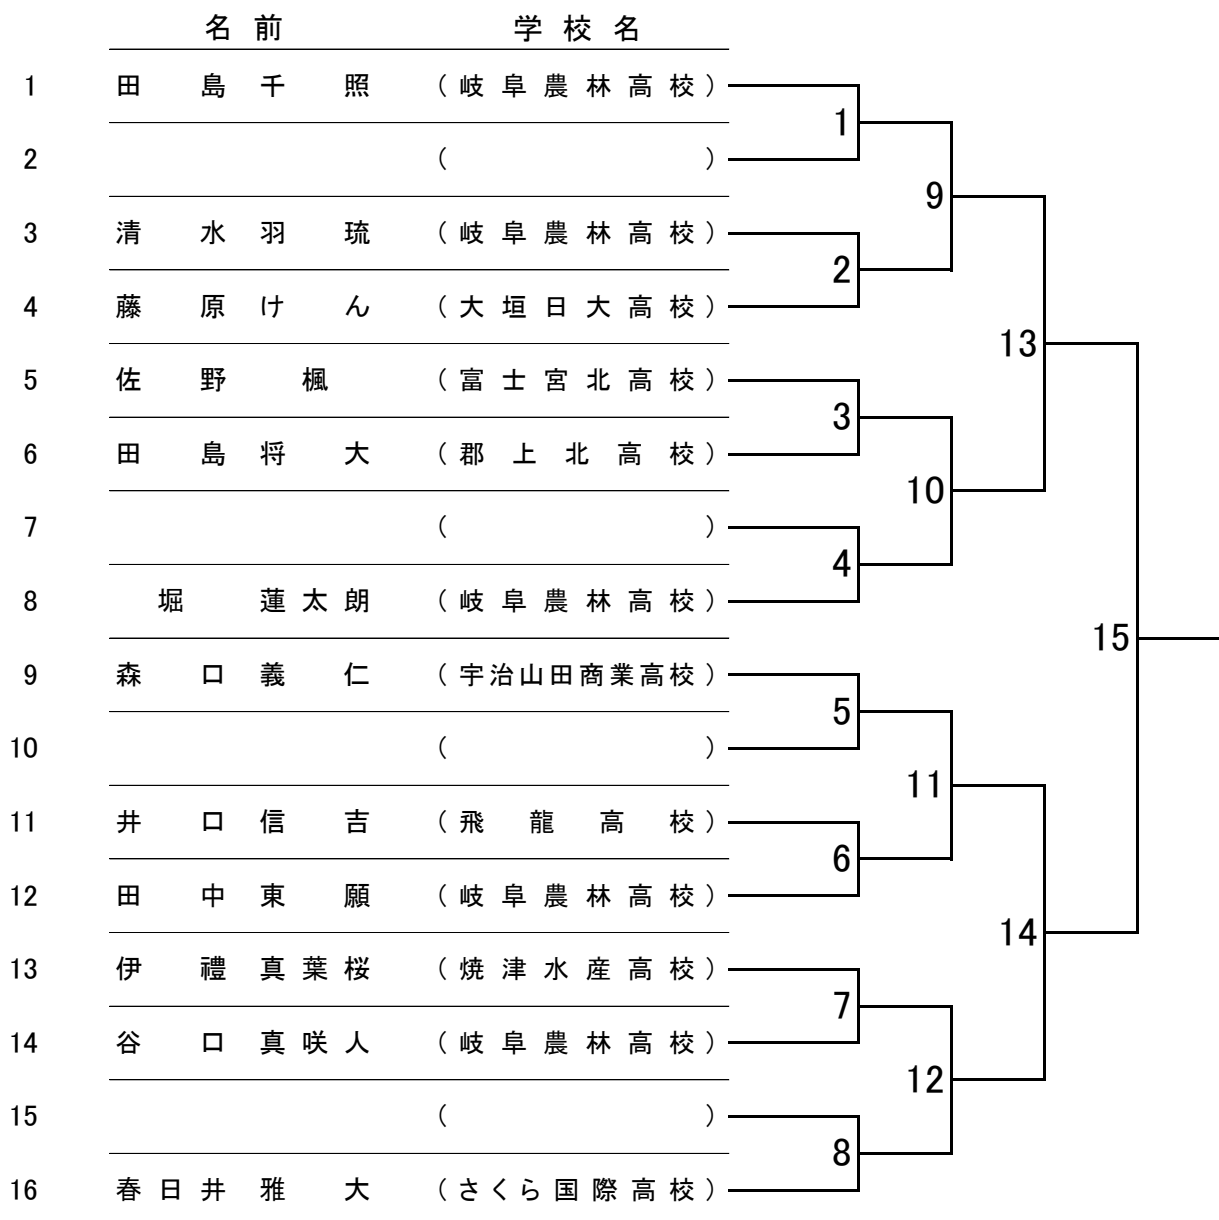 名前 学校名
1 田島千照 (岐阜農林高校)
1
2 ( )
9
3 清水羽琉 (岐阜農林高校)
2
4 藤原けん (大垣日大高校)
13
5 佐野楓 (富士宮北高校)
3
6 田島将大 (郡上北高校)
10
7 ( )
4
8 堀蓮太朗 (岐阜農林高校)
15
9 森口義仁 (宇治山田商業高校)
5
10 ( )
11
11 井口信吉 (飛龍高校)
6
12 田中東願 (岐阜農林高校)
14
13 伊禮真葉桜 (焼津水産高校)
7
14 谷口真咲人 (岐阜農林高校)
12
15 ( )
8
16 春日井雅大 (さくら国際高校)